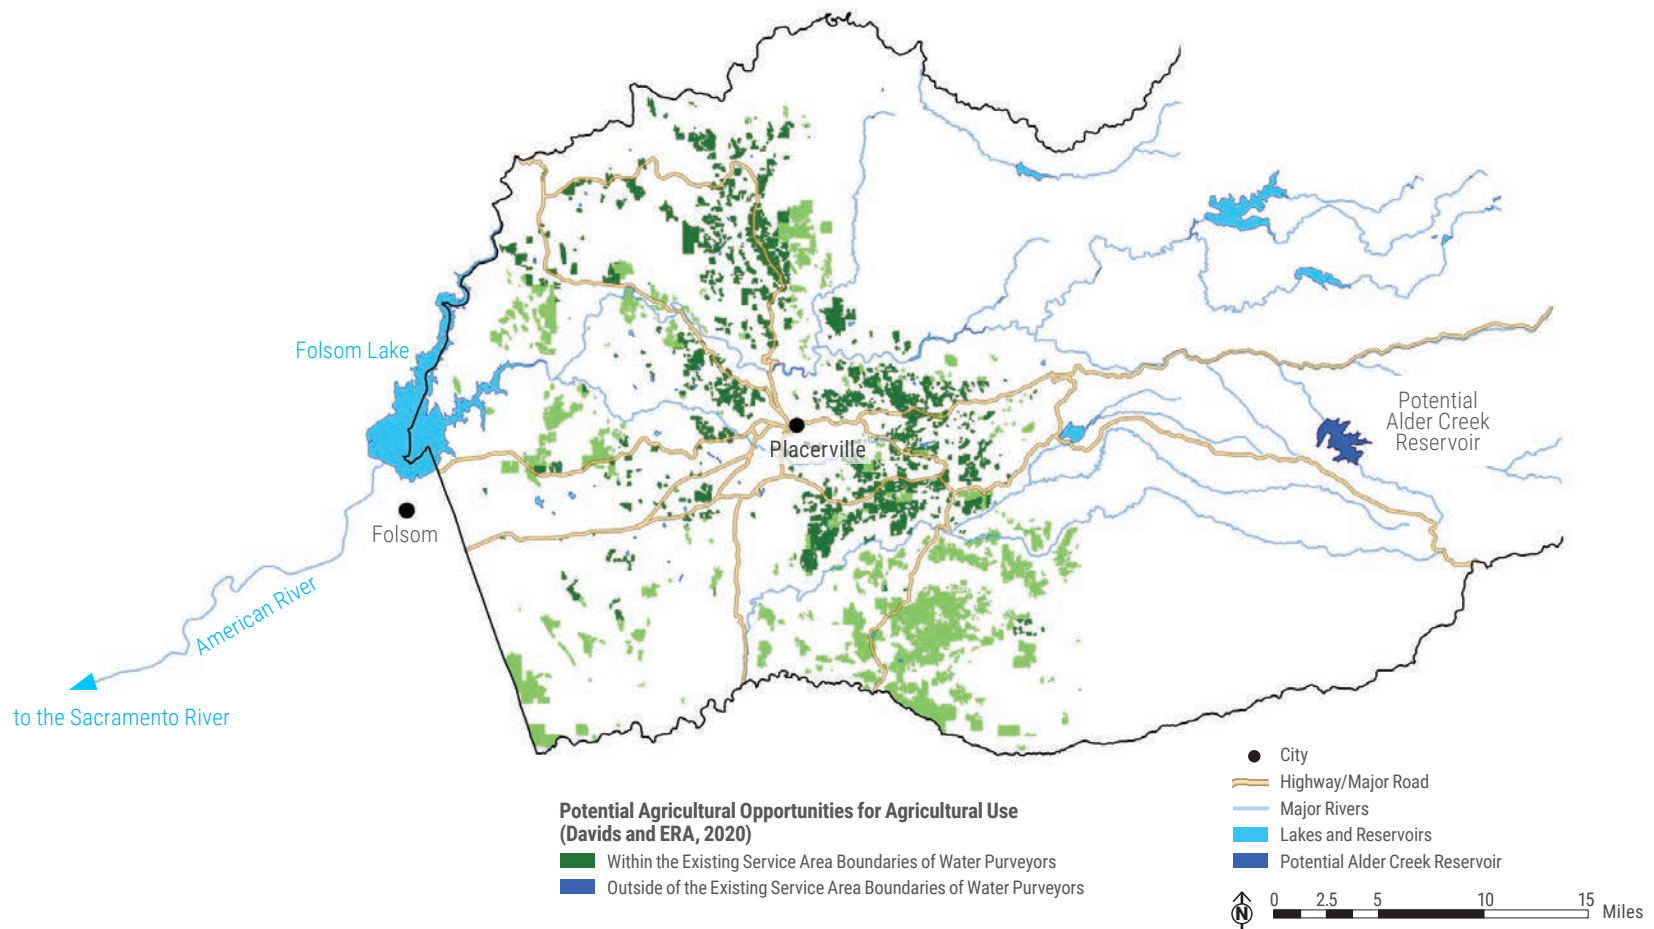 Folsom Lake
Potential
Alder Creek
Reservoir
Placerville
Folsom
American River
to the Sacramento River
Potential Agricultural Opportunities for Agricultural Use
(Davids and ERA, 2020)
Within the Existing Service Area Boundaries of Water Purveyors
Outside of the Existing Service Area Boundaries of Water Purveyors
City
Highway/Major Road
Major Rivers
Lakes and Reservoirs
Potential Alder Creek Reservoir
N
0 2.5 5 10 15
Miles